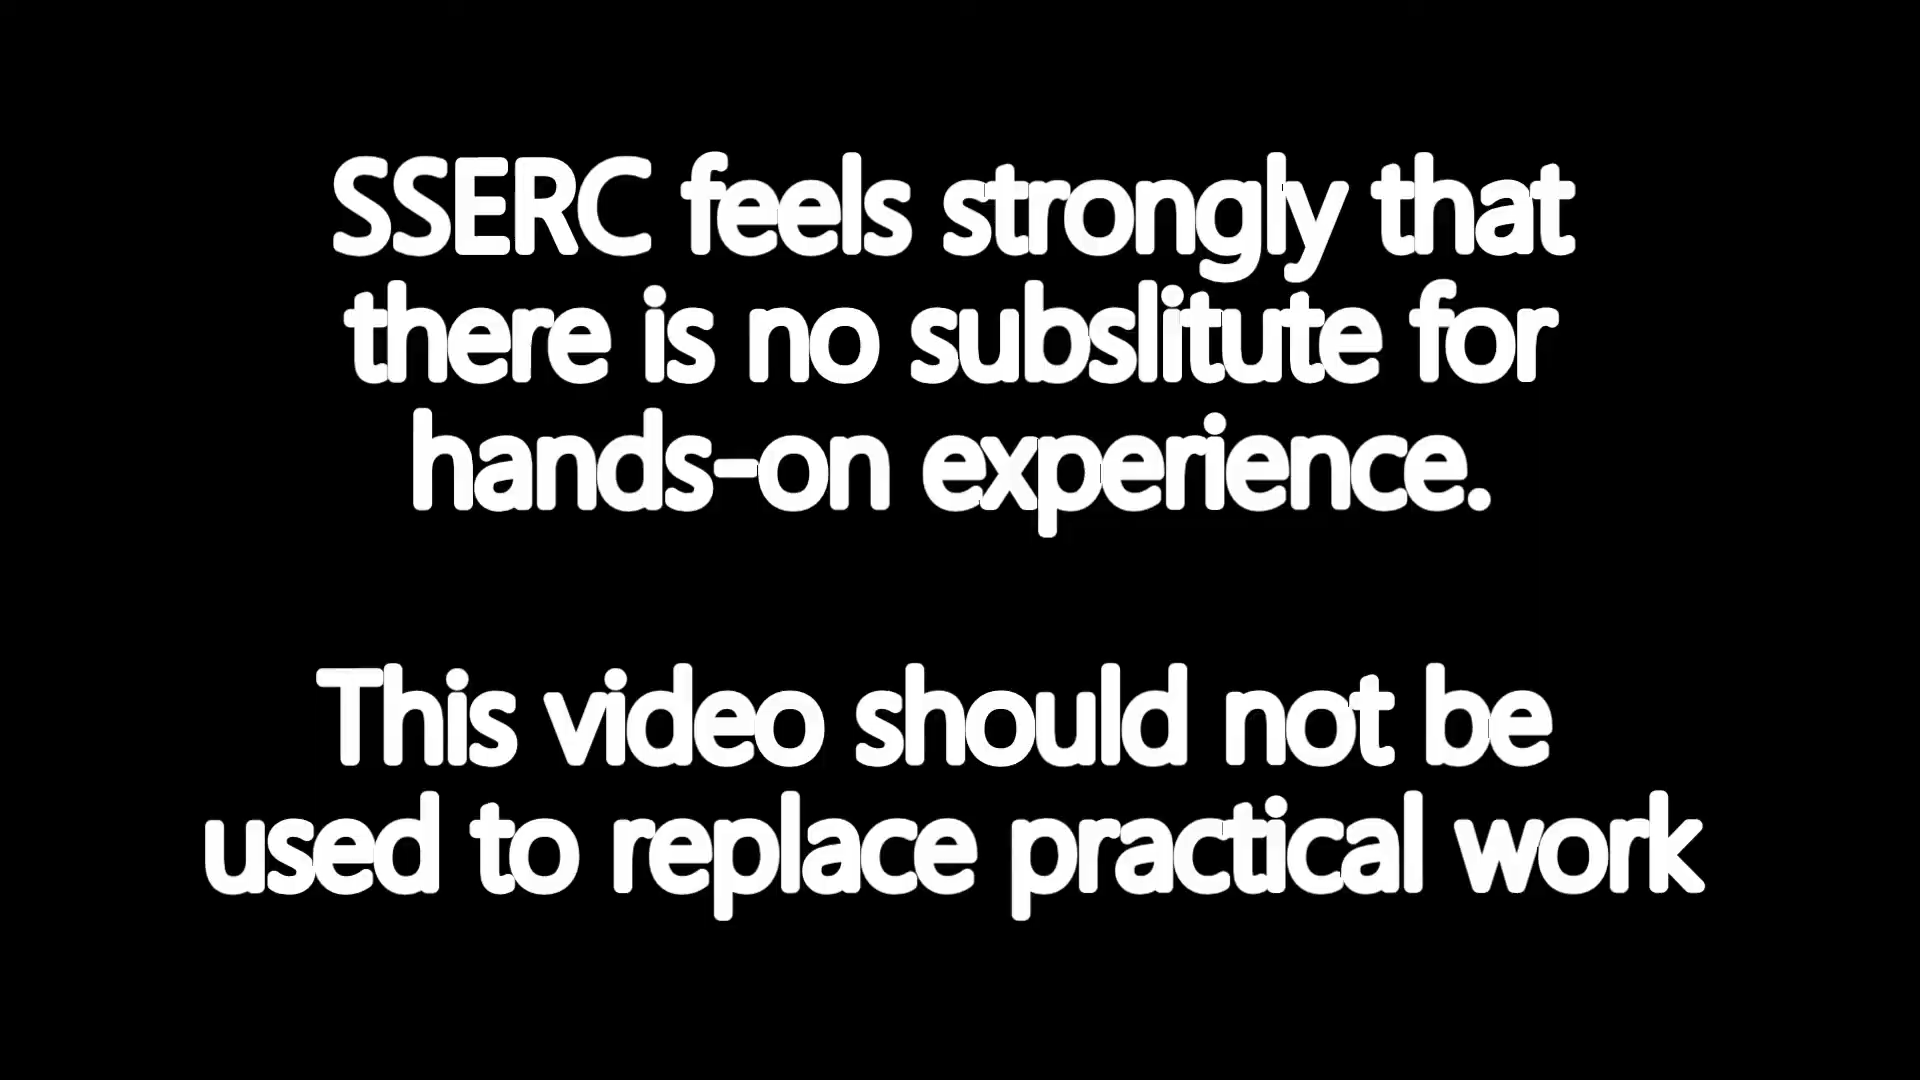 SSERC feels strongly that
there is no subslitute for
hands-on experience.
This video should not be
used to replace practical work